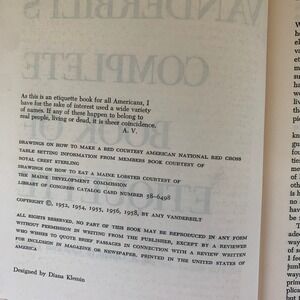 As this is an etiquette book for all Americans, I
have for the sake of interest used a wide variety
of names. If any of these happen to belong to
real people, living or dead, it is sheer coincidence.
A. V.
DRAWINGS ON HOW TO MAKE A BED COURTESY AMERICAN NATIONAL RED CROSS
TABLE SETTING INFORMATION FROM MEMBERS BOOK COURTESY OF
ROYAL CREST STERLING
DRAWINGS ON HOW TO EAT A MAINE LOBSTER COURTESY OF
THE MAINE DEVELOPMENT COMMISSION
LIBRARY OF CONGRESS CATALOG CARD NUMBER 58-6498
COPYRIGHT ©, 1952, 1954, 1955, 1956, 1958, BY AMY VANDERBILT
ALL RIGHTS RESERVED. NO PART OF THIS BOOK MAY BE REPRODUCED IN ANY FORM
WITHOUT PERMISSION IN WRITING FROM THE PUBLISHER, EXCEPT BY A REVIEWER
WHO WISHES TO QUOTE BRIEF PASSAGES IN CONNECTION WITH A REVIEW WRITTEN
FOR INCLUSION IN MAGAZINE OR NEWSPAPER. PRINTED IN THE UNITED STATES OF
AMERICA
Designed by Diana Klemin
VANDERBILT'S
COMPLETE